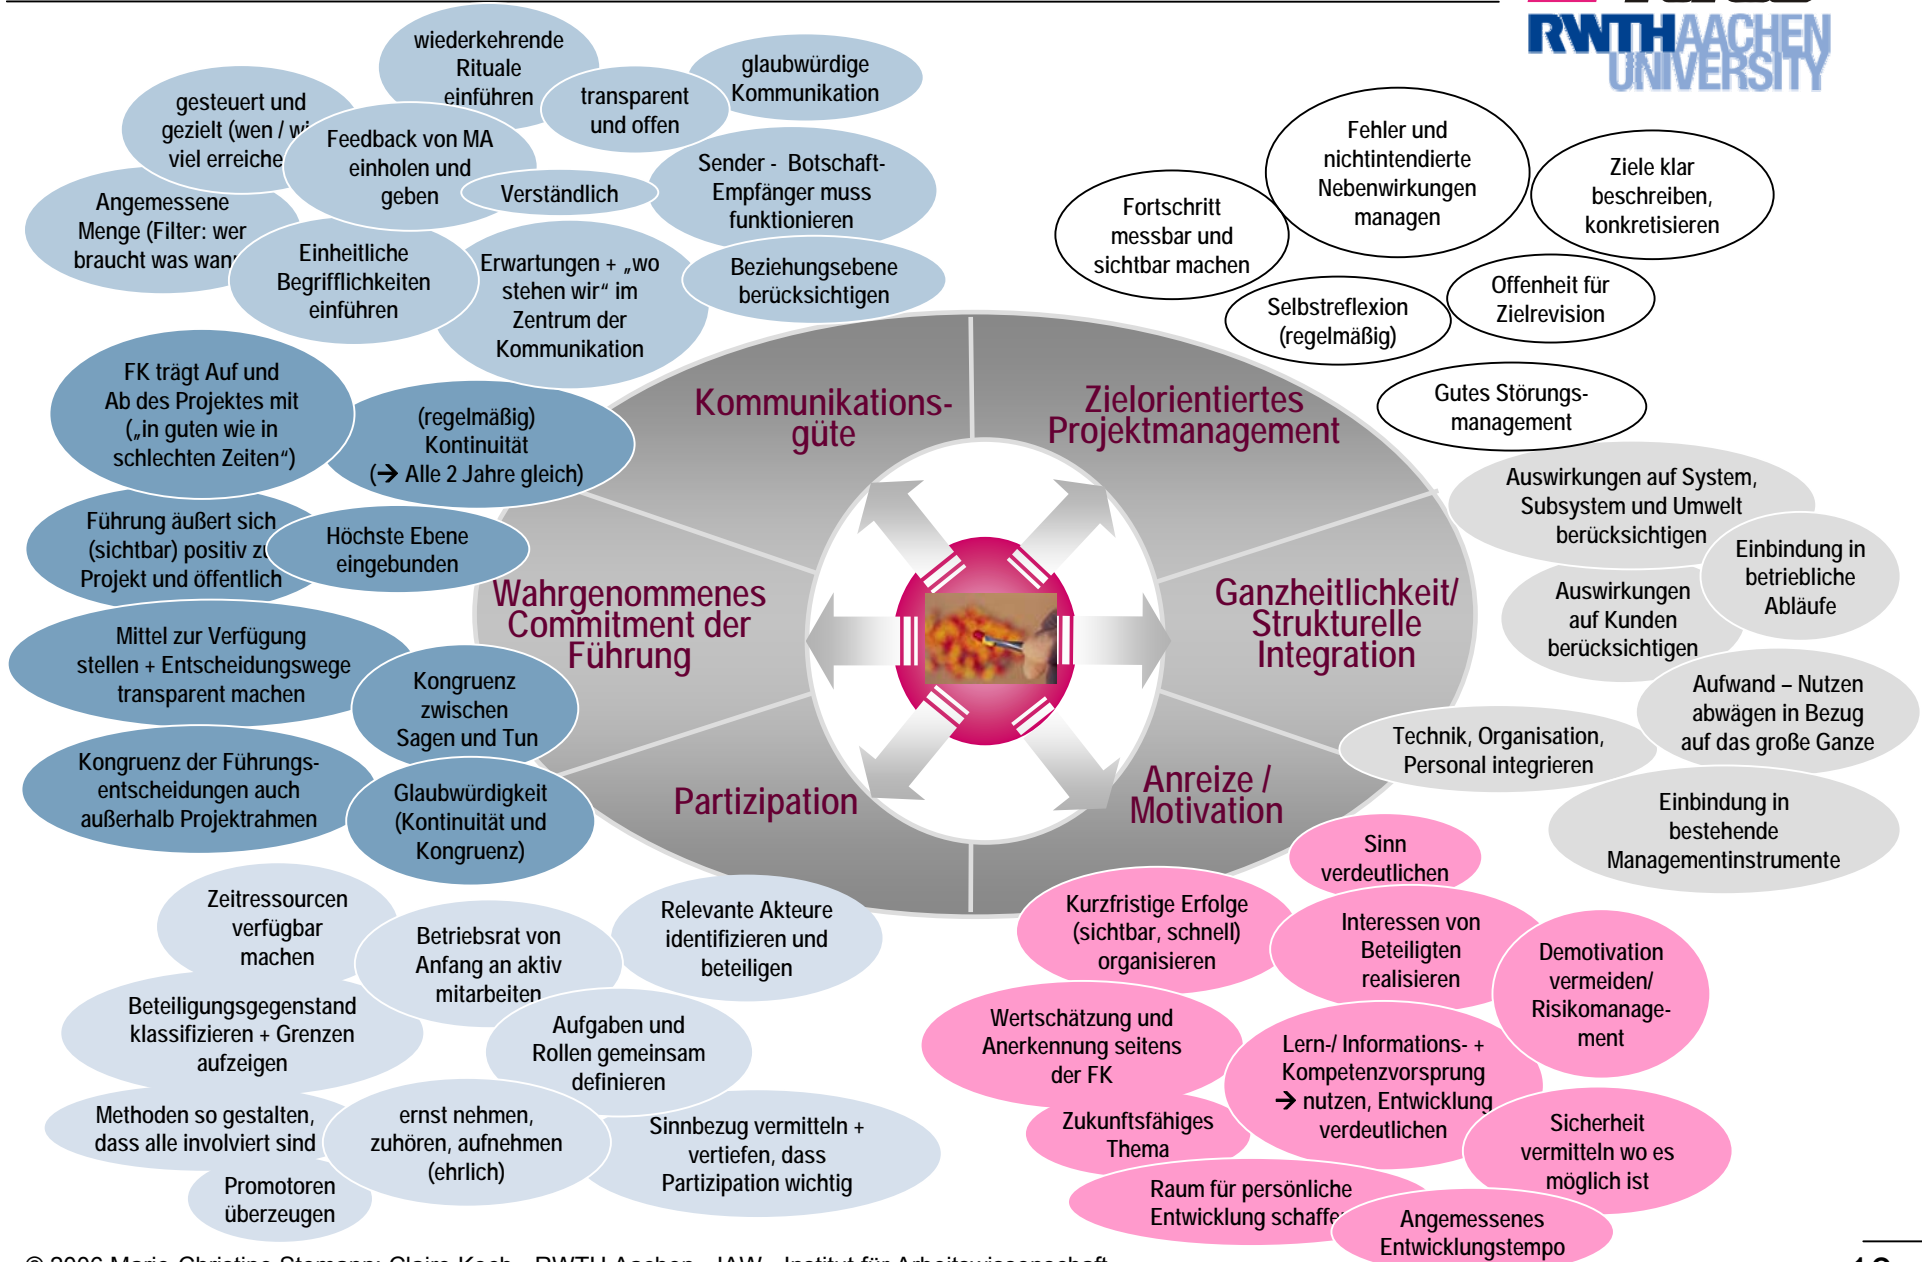 RWTHAACHEN
UNIVERSITY
wiederkehrende
Rituale
einführen
glaubwürdige
Kommunikation
transparent
und offen
gesteuert und
gezielt (wen /
viel
Feedback von MA
einholen und
geben
Verständlich
Sender - Botschaft-
Empfänger muss
funktionieren
Angemessene
Menge (Filter: wer
braucht was
Einheitliche
Begrifflichkeiten
einführen
Erwartungen + „wo
stehen wir“ im
Zentrum der
Kommunikation
Beziehungsebene
berücksichtigen
Fehler und
nichtintendierte
Nebenwirkungen
managen
Ziele klar
beschreiben,
konkretisieren
Fortschritt
messbar und
sichtbar machen
Offenheit für
Zielrevision
Selbstreflexion
(regelmäßig)
Gutes Störungs-
management
Kommunikations-
güte
Zielorientiertes
Projektmanagement
Wahrgenommenes
Commitment der
Führung
Ganzheitlichkeit/
Strukturelle
Integration
Partizipation
Anreize /
Motivation
FK trägt Auf und
Ab des Projektes mit
(„in guten wie in
schlechten Zeiten“)
(regelmäßig)
Kontinuität
(→ Alle 2 Jahre gleich)
Führung äußert sich
(sichtbar) positiv
Projekt und öffentlich
Höchste Ebene
eingebunden
Mittel zur Verfügung
stellen + Entscheidungswege
transparent machen
Kongruenz
zwischen
Sagen und Tun
Kongruenz der Führungs-
entscheidungen auch
außerhalb Projektrahmen
Glaubwürdigkeit
(Kontinuität und
Kongruenz)
Auswirkungen auf System,
Subsystem und Umwelt
berücksichtigen
Einbindung in
betriebliche
Abläufe
Auswirkungen
auf Kunden
berücksichtigen
Aufwand – Nutzen
abwägen in Bezug
auf das große Ganze
Technik, Organisation,
Personal integrieren
Einbindung in
bestehende
Managementinstrumente
Zeitressourcen
verfügbar
machen
Betriebsrat von
Anfang an aktiv
mitarbeiten
Relevante Akteure
identifizieren und
beteiligen
Beteiligungsgegenstand
klassifizieren + Grenzen
aufzeigen
Aufgaben und
Rollen gemeinsam
definieren
Methoden so gestalten,
dass alle involviert sind
ernst nehmen,
zuhören, aufnehmen
(ehrlich)
Sinnbezug vermitteln +
vertiefen, dass
Partizipation wichtig
Promotoren
überzeugen
Sinn
verdeutlichen
Kurzfristige Erfolge
(sichtbar, schnell)
organisieren
Interessen von
Beteiligten
realisieren
Demotivation
vermeiden/
Risikomanage-
ment
Wertschätzung und
Anerkennung seitens
der FK
Lern-/ Informations- +
Kompetenzvorsprung
→ nutzen, Entwicklung
verdeutlichen
Zukunftsfähiges
Thema
Sicherheit
vermitteln wo es
möglich ist
Raum für persönliche
Entwicklung
Angemessenes
Entwicklungstempo